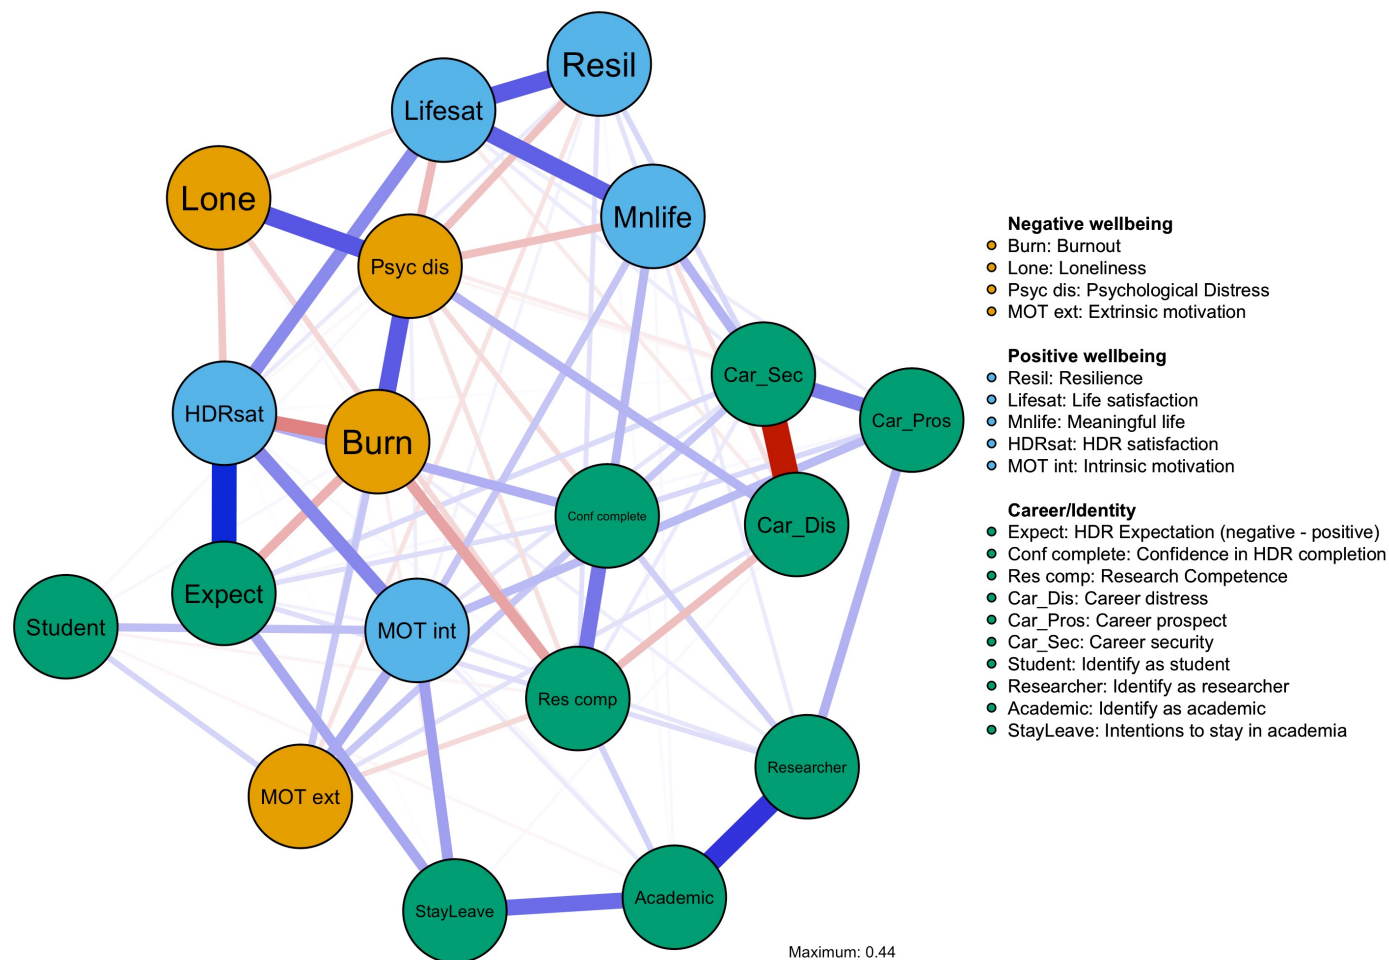 Resil
Lifesat
Lone
Mnlife
Psyc dis
Car_Sec
Car_Pros
HDRsat
Burn
Conf complete
Car_Dis
Expect
Student
MOT int
Res comp
Researcher
MOT ext
Academic
StayLeave
Maximum: 0.44
Negative wellbeing
Burn: Burnout
Lone: Loneliness
Psyc dis: Psychological Distress
MOT ext: Extrinsic motivation
Positive wellbeing
Resil: Resilience
Lifesat: Life satisfaction
Mnlife: Meaningful life
HDRsat: HDR satisfaction
MOT int: Intrinsic motivation
Career/Identity
Expect: HDR Expectation (negative - positive)
Conf complete: Confidence in HDR completion
Res comp: Research Competence
Car_Dis: Career distress
Car_Pros: Career prospect
Car_Sec: Career security
Student: Identify as student
Researcher: Identify as researcher
Academic: Identify as academic
StayLeave: Intentions to stay in academia